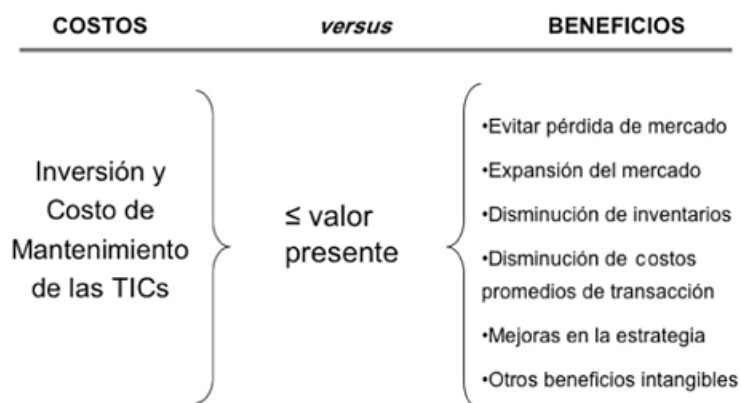 COSTOS versus BENEFICIOS
Inversión y
Costo de
Mantenimiento
de las TICs
≤ valor
presente
•Evitar pérdida de mercado
•Expansión del mercado
•Disminución de inventarios
•Disminución de costos
promedios de transacción
•Mejoras en la estrategia
•Otros beneficios intangibles